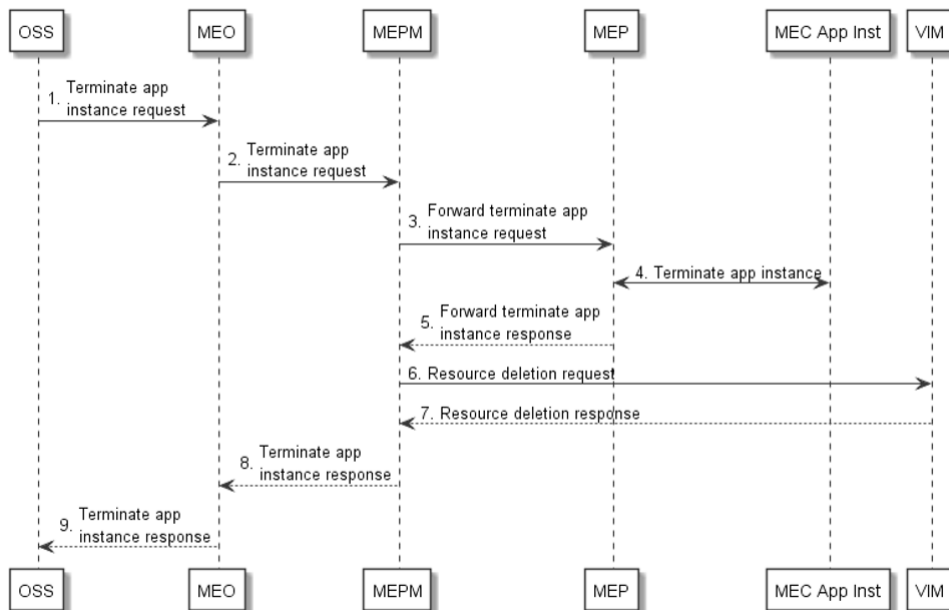 OSS
MEO
MEPM
MEP
MEC App Inst
VIM
1. Terminate app
instance request
2. Terminate app
instance request
3. Forward terminate app
instance request
4. Terminate app instance
5. Forward terminate app
instance response
6. Resource deletion request
7. Resource deletion response
8. Terminate app
instance response
9. Terminate app
instance response
OSS
MEO
MEPM
MEP
MEC App Inst
VIM